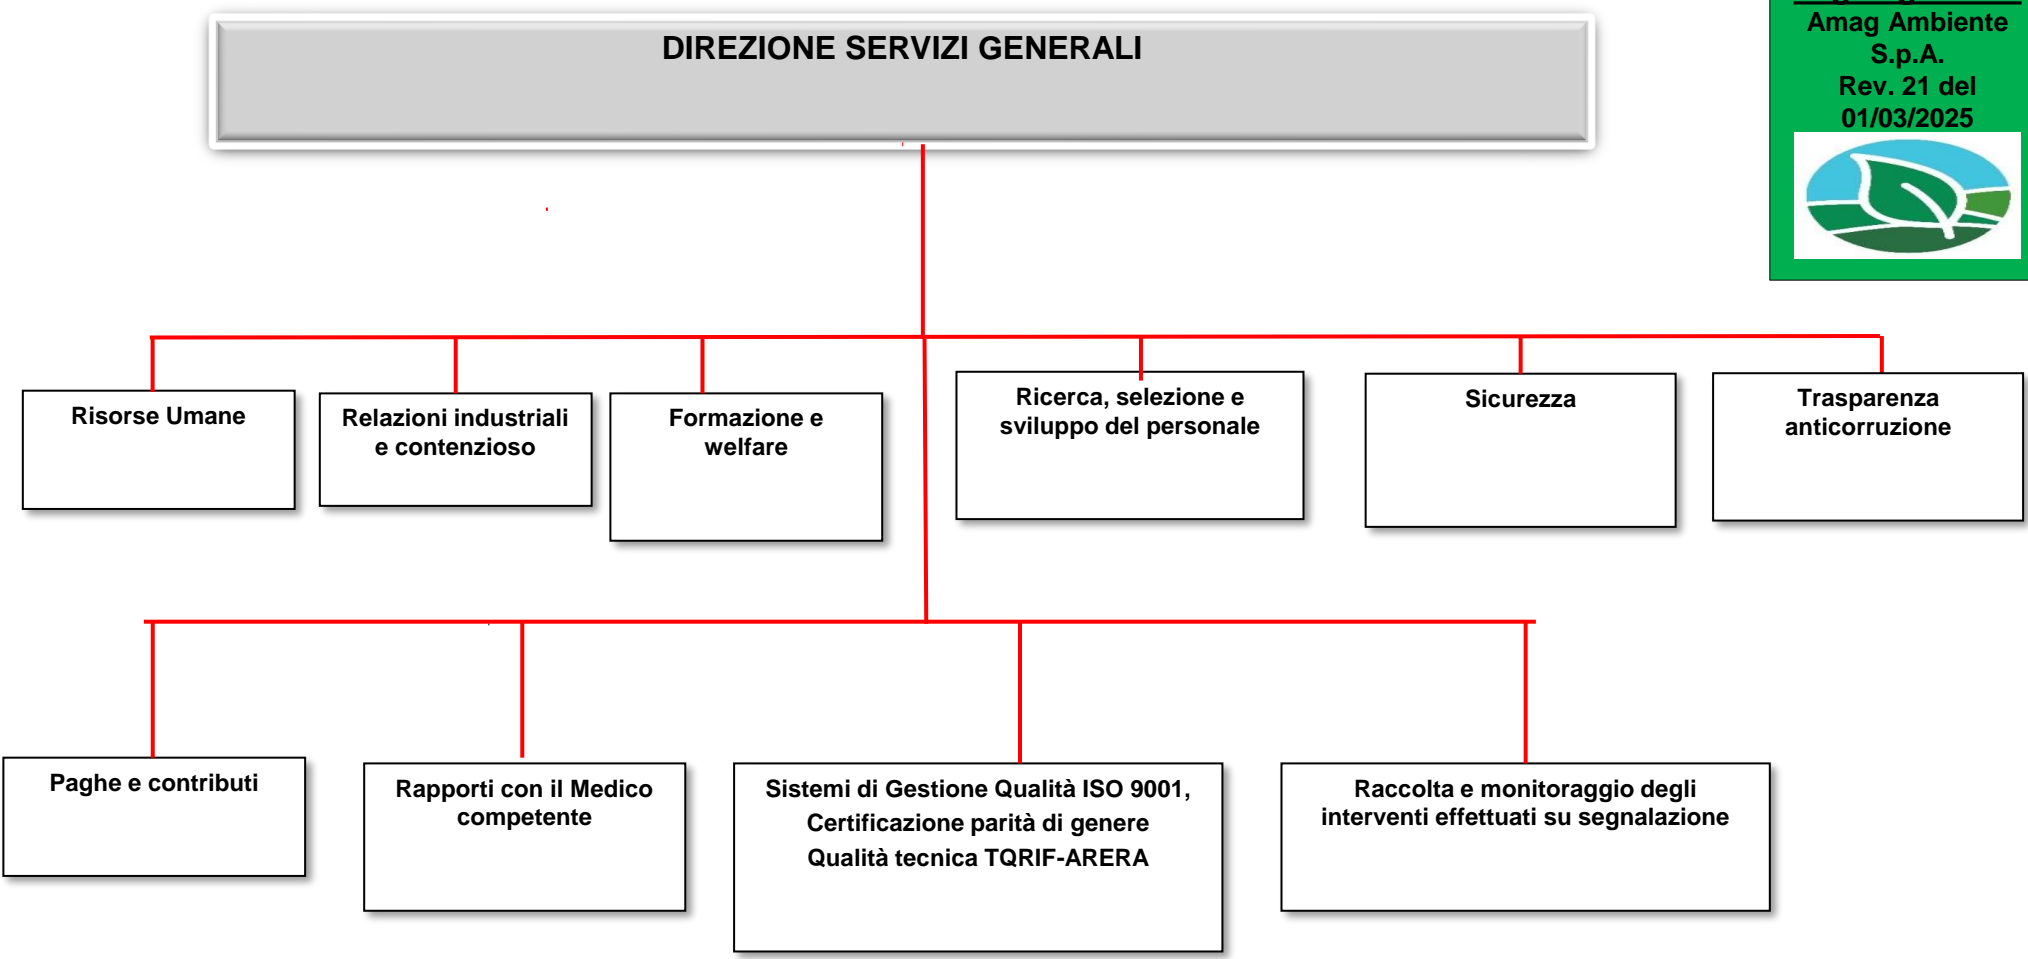 DIREZIONE SERVIZI GENERALI
Amag Ambiente
S.p.A.
Rev. 21 del
01/03/2025
Risorse Umane
Relazioni industriali
e contenzioso
Formazione e
welfare
Ricerca, selezione e
sviluppo del personale
Sicurezza
Trasparenza
anticorruzione
Paghe e contributi
Rapporti con il Medico
competente
Sistemi di Gestione Qualità ISO 9001,
Certificazione parità di genere
Qualità tecnica TQRIF-ARERA
Raccolta e monitoraggio degli
interventi effettuati su segnalazione